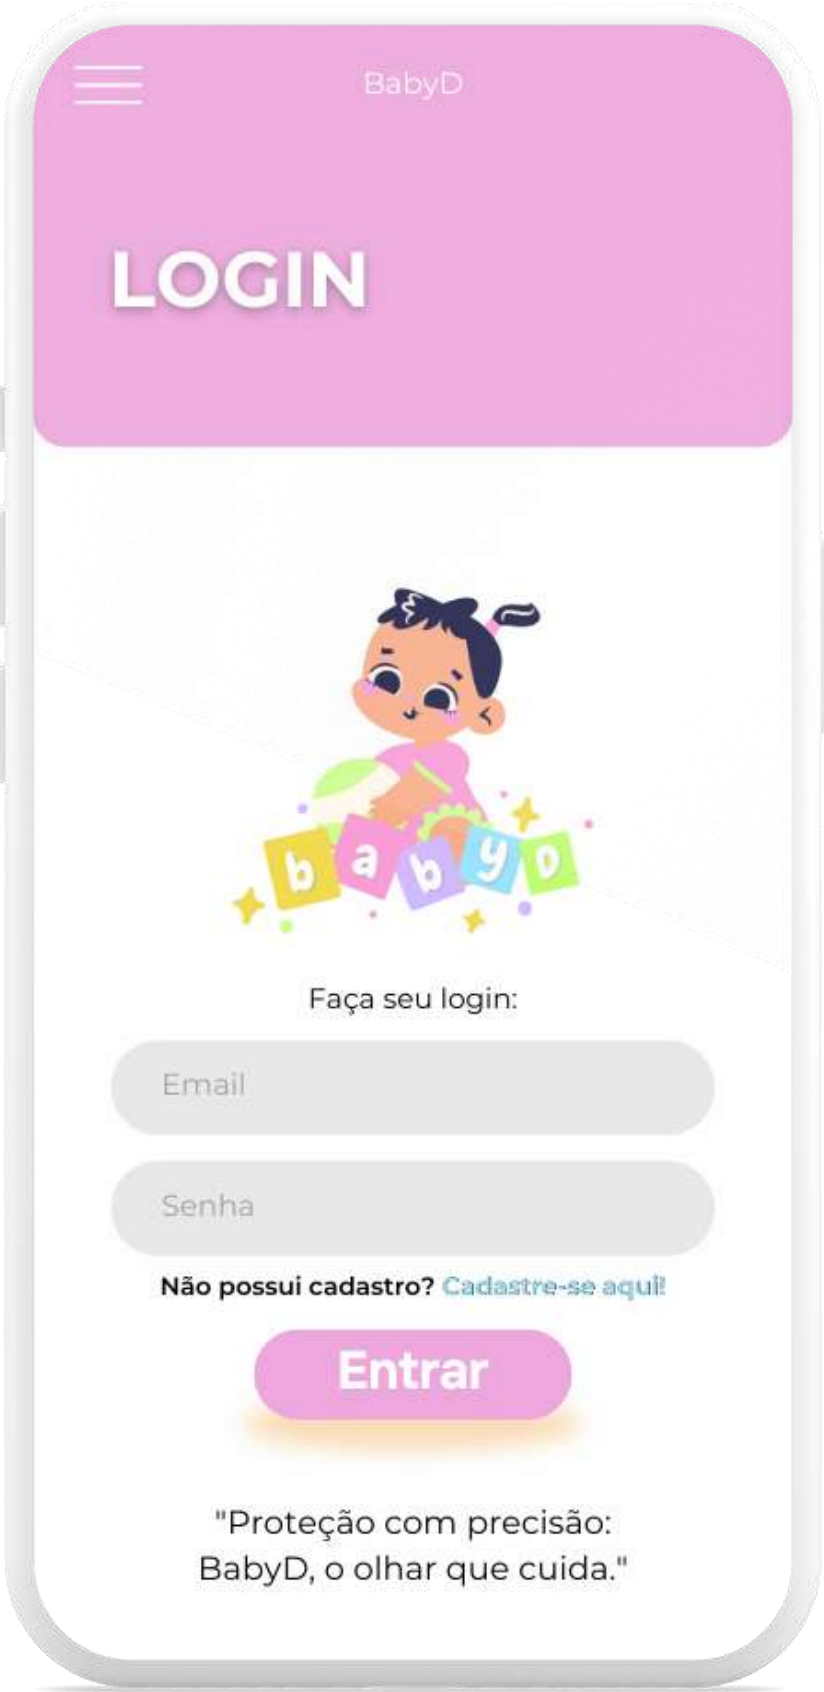 BabyD
LOGIN
babyD
Faça seu login:
Email
Senha
Não possui cadastro? Cadastre-se aqui!
Entrar
"Proteção com precisão:
BabyD, o olhar que cuida."